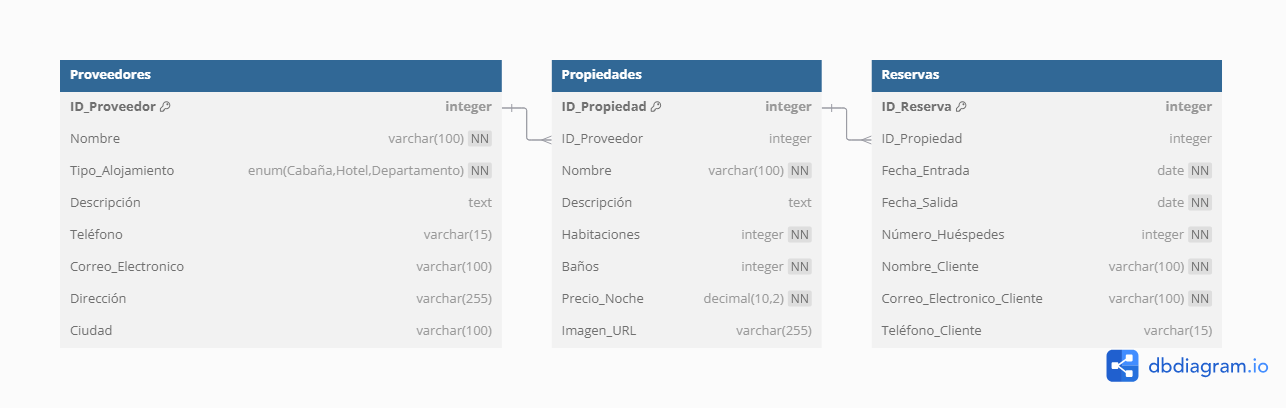 Proveedores
ID_Proveedor integer
Nombre varchar(100) NN
Tipo_Alojamiento enum(Cabaña,Hotel,Departamento) NN
Descripción text
Teléfono varchar(15)
Correo_Electronico varchar(100)
Dirección varchar(255)
Ciudad varchar(100)
Propiedades
ID_Propiedad integer
ID_Proveedor integer
Nombre varchar(100) NN
Descripción text
Habitaciones integer NN
Baños integer NN
Precio_Noche decimal(10,2) NN
Imagen_URL varchar(255)
Reservas
ID_Reserva integer
ID_Propiedad integer
Fecha_Entrada date NN
Fecha_Salida date NN
Número_Huéspedes integer NN
Nombre_Cliente varchar(100) NN
Correo_Electronico_Cliente varchar(100) NN
Teléfono_Cliente varchar(15)
dbdiagram.io